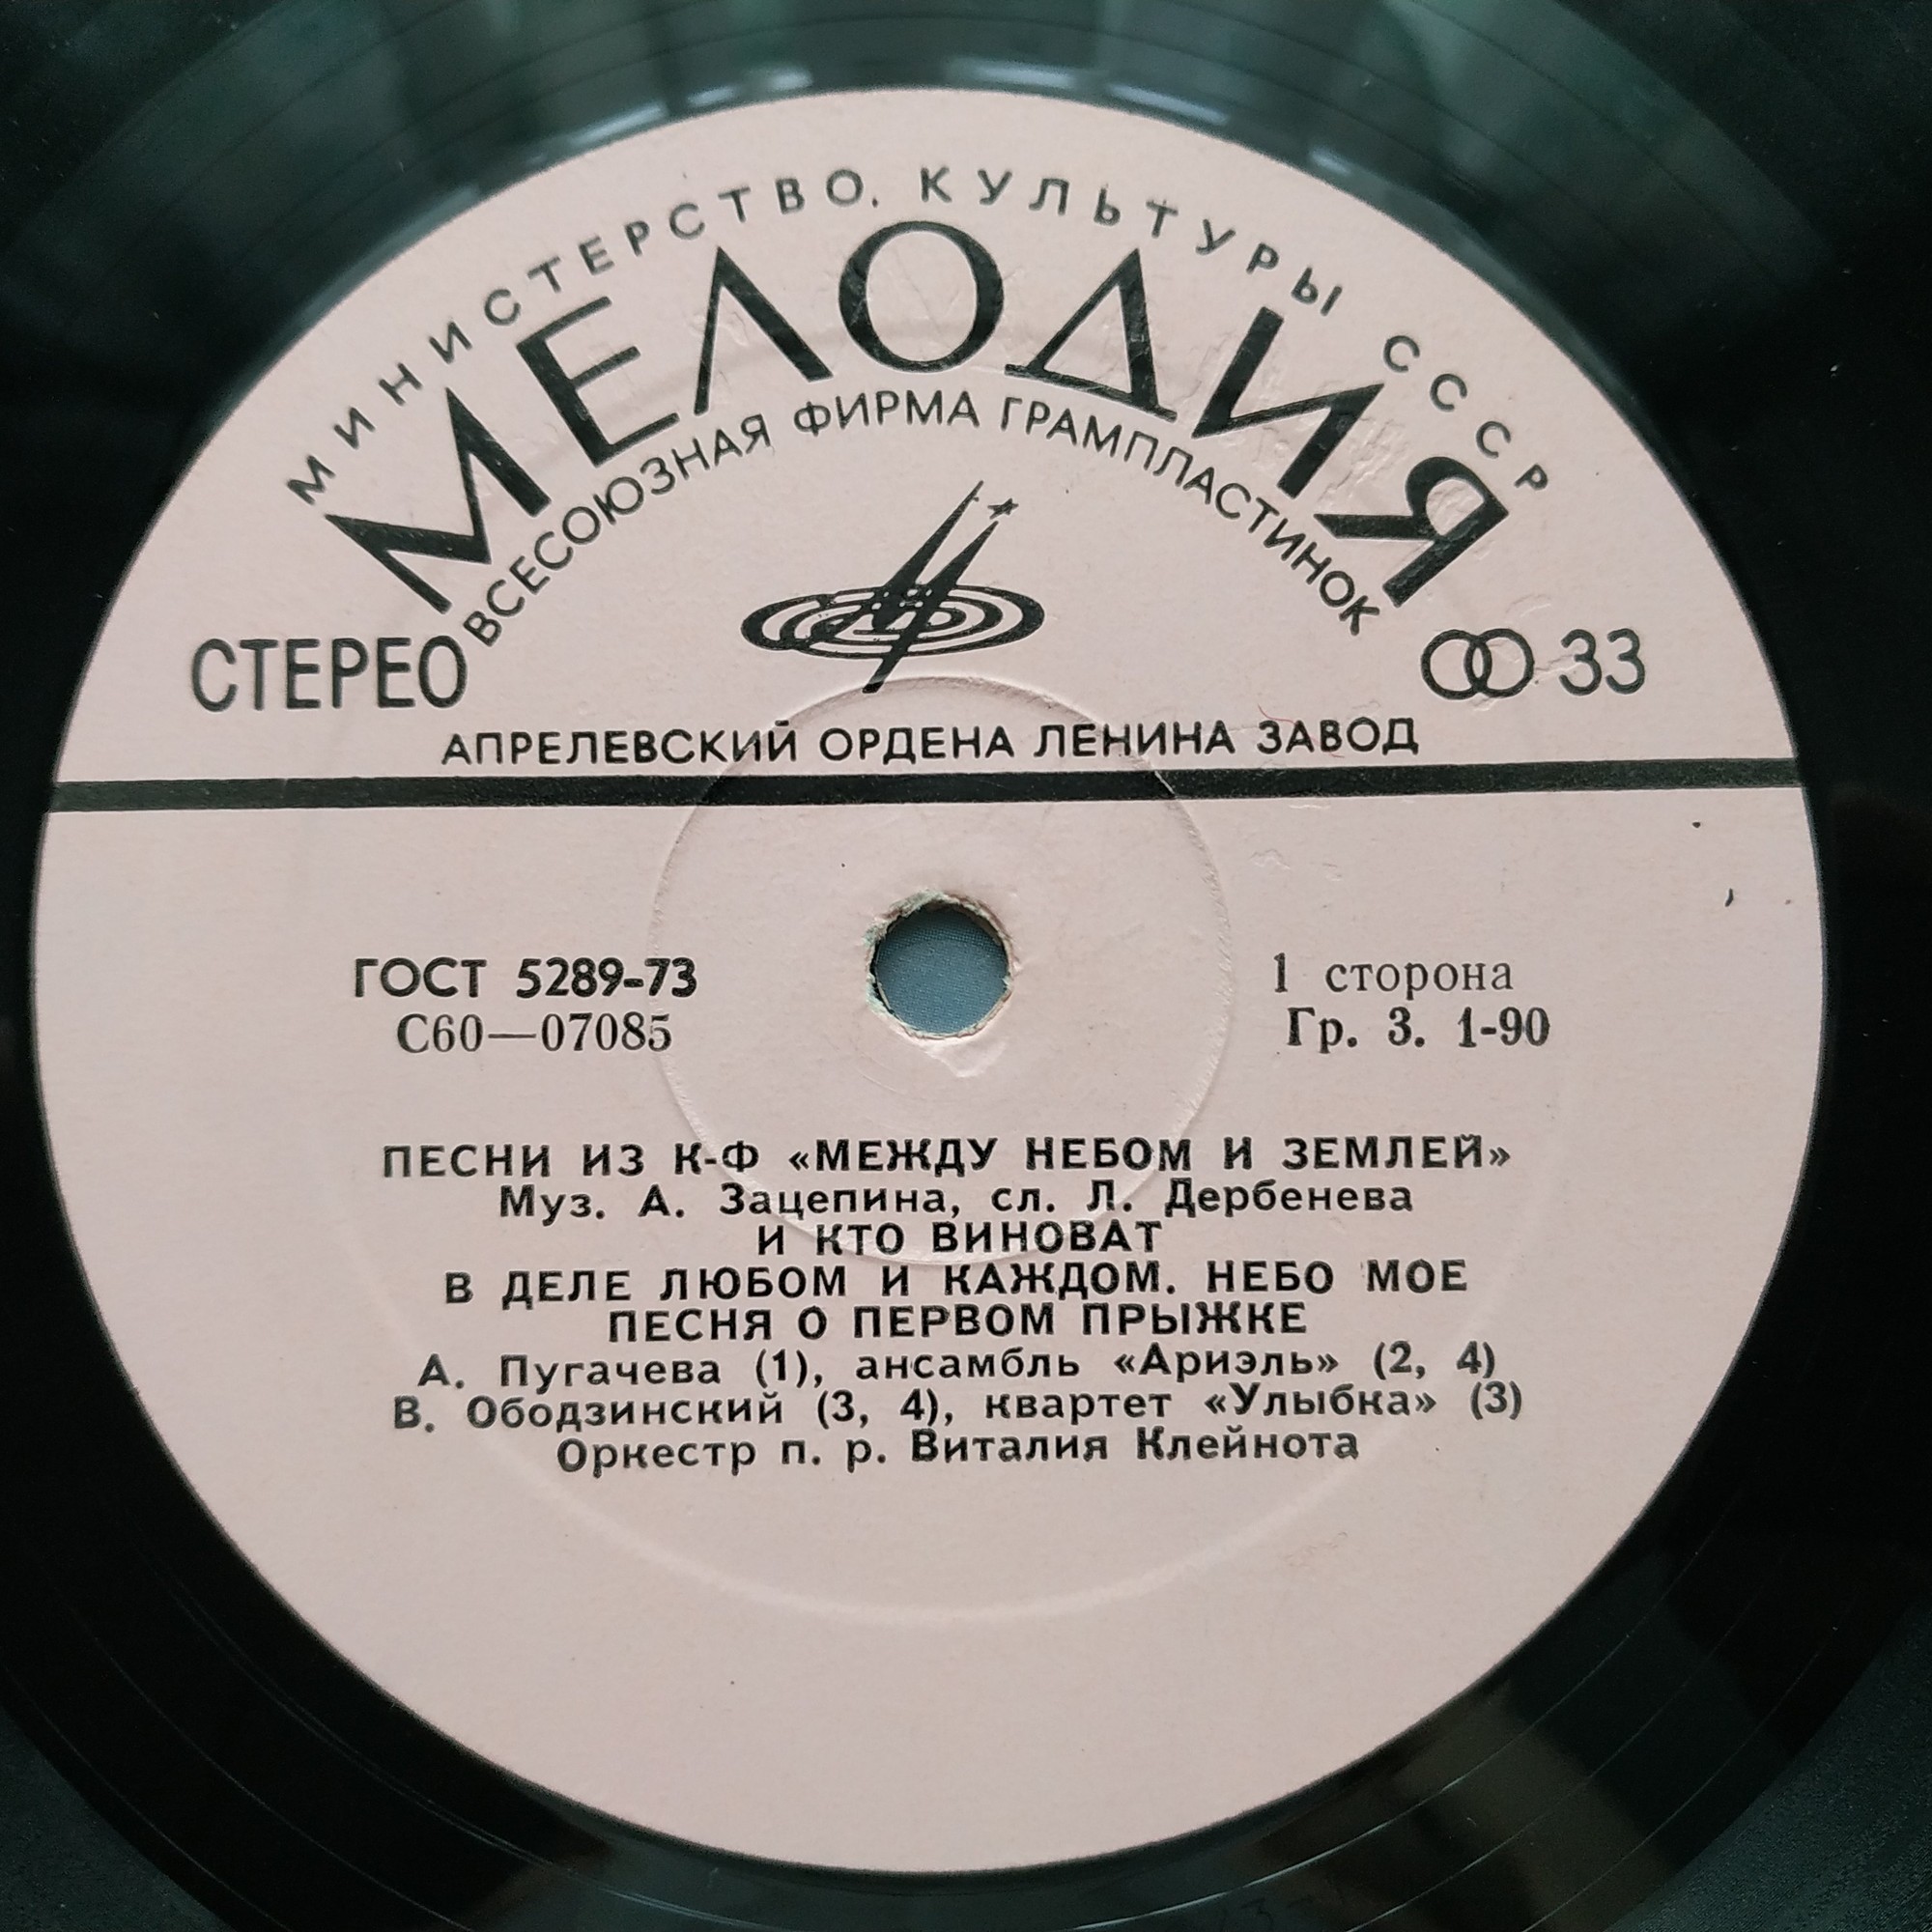 МИНИСТЕРСТВО КУЛЬТУРЫ СССР
МЕЛОДИЯ
ВСЕСОЮЗНАЯ ФИРМА ГРАМПЛАСТИНОК
СТЕРЕО
33
АПРЕЛЕВСКИЙ ОРДЕНА ЛЕНИНА ЗАВОД
ГОСТ 5289-73
1 сторона
С60—07085
Гр. 3. 1-90
ПЕСНИ ИЗ К-Ф «МЕЖДУ НЕБОМ И ЗЕМЛЕЙ»
Муз. А. Зацепина, сл. Л. Дербенева
И КТО ВИНОВАТ
В ДЕЛЕ ЛЮБОМ И КАЖДОМ. НЕБО МОЕ
ПЕСНЯ О ПЕРВОМ ПРЫЖКЕ
А. Пугачева (1), ансамбль «Ариэль» (2, 4)
В. Ободзинский (3, 4), квартет «Улыбка» (3)
Оркестр п. р. Виталия Клейнота